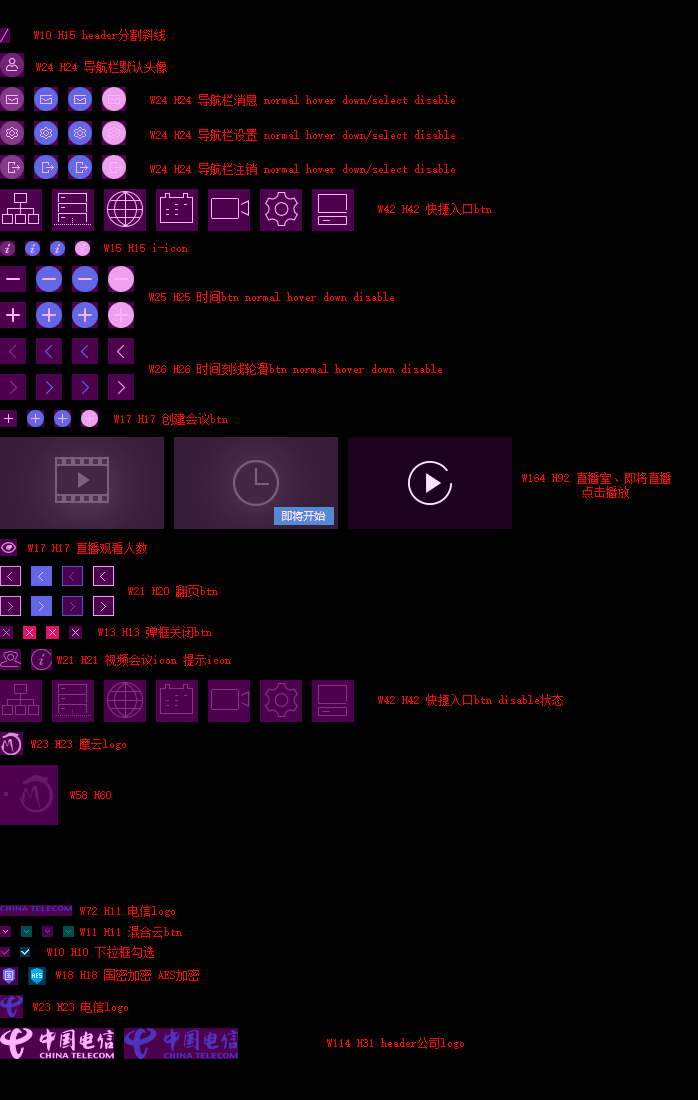 W10 H15 header分割斜线
W24 H24 导航栏默认头像
W24 H24 导航栏消息 normal hover down/select disable
W24 H24 导航栏设置 normal hover down/select disable
W24 H24 导航栏注销 normal hover down/select disable
W42 H42 快捷入口btn
W15 H15 i-icon
W25 H25 时间btn normal hover down disable
W26 H26 时间刻线轮滑btn normal hover down disable
W17 H17 创建会议btn
即将开始
W164 H92 直播室、即将直播
点击播放
W17 H17 直播观看人数
W21 H20 翻页btn
W13 H13 弹框关闭btn
W21 H21 视频会议icon 提示icon
W42 H42 快捷入口btn disable状态
W23 H23 摩云logo
W58 H60
CHINA TELECOM W72 H11 电信logo
W11 H11 混合云btn
W10 H10 下拉框勾选
国 AES W18 H18 国密加密 AES加密
W23 H23 电信logo
中国电信 中国电信 W114 H31 header公司logo
CHINA TELECOM CHINA TELECOM